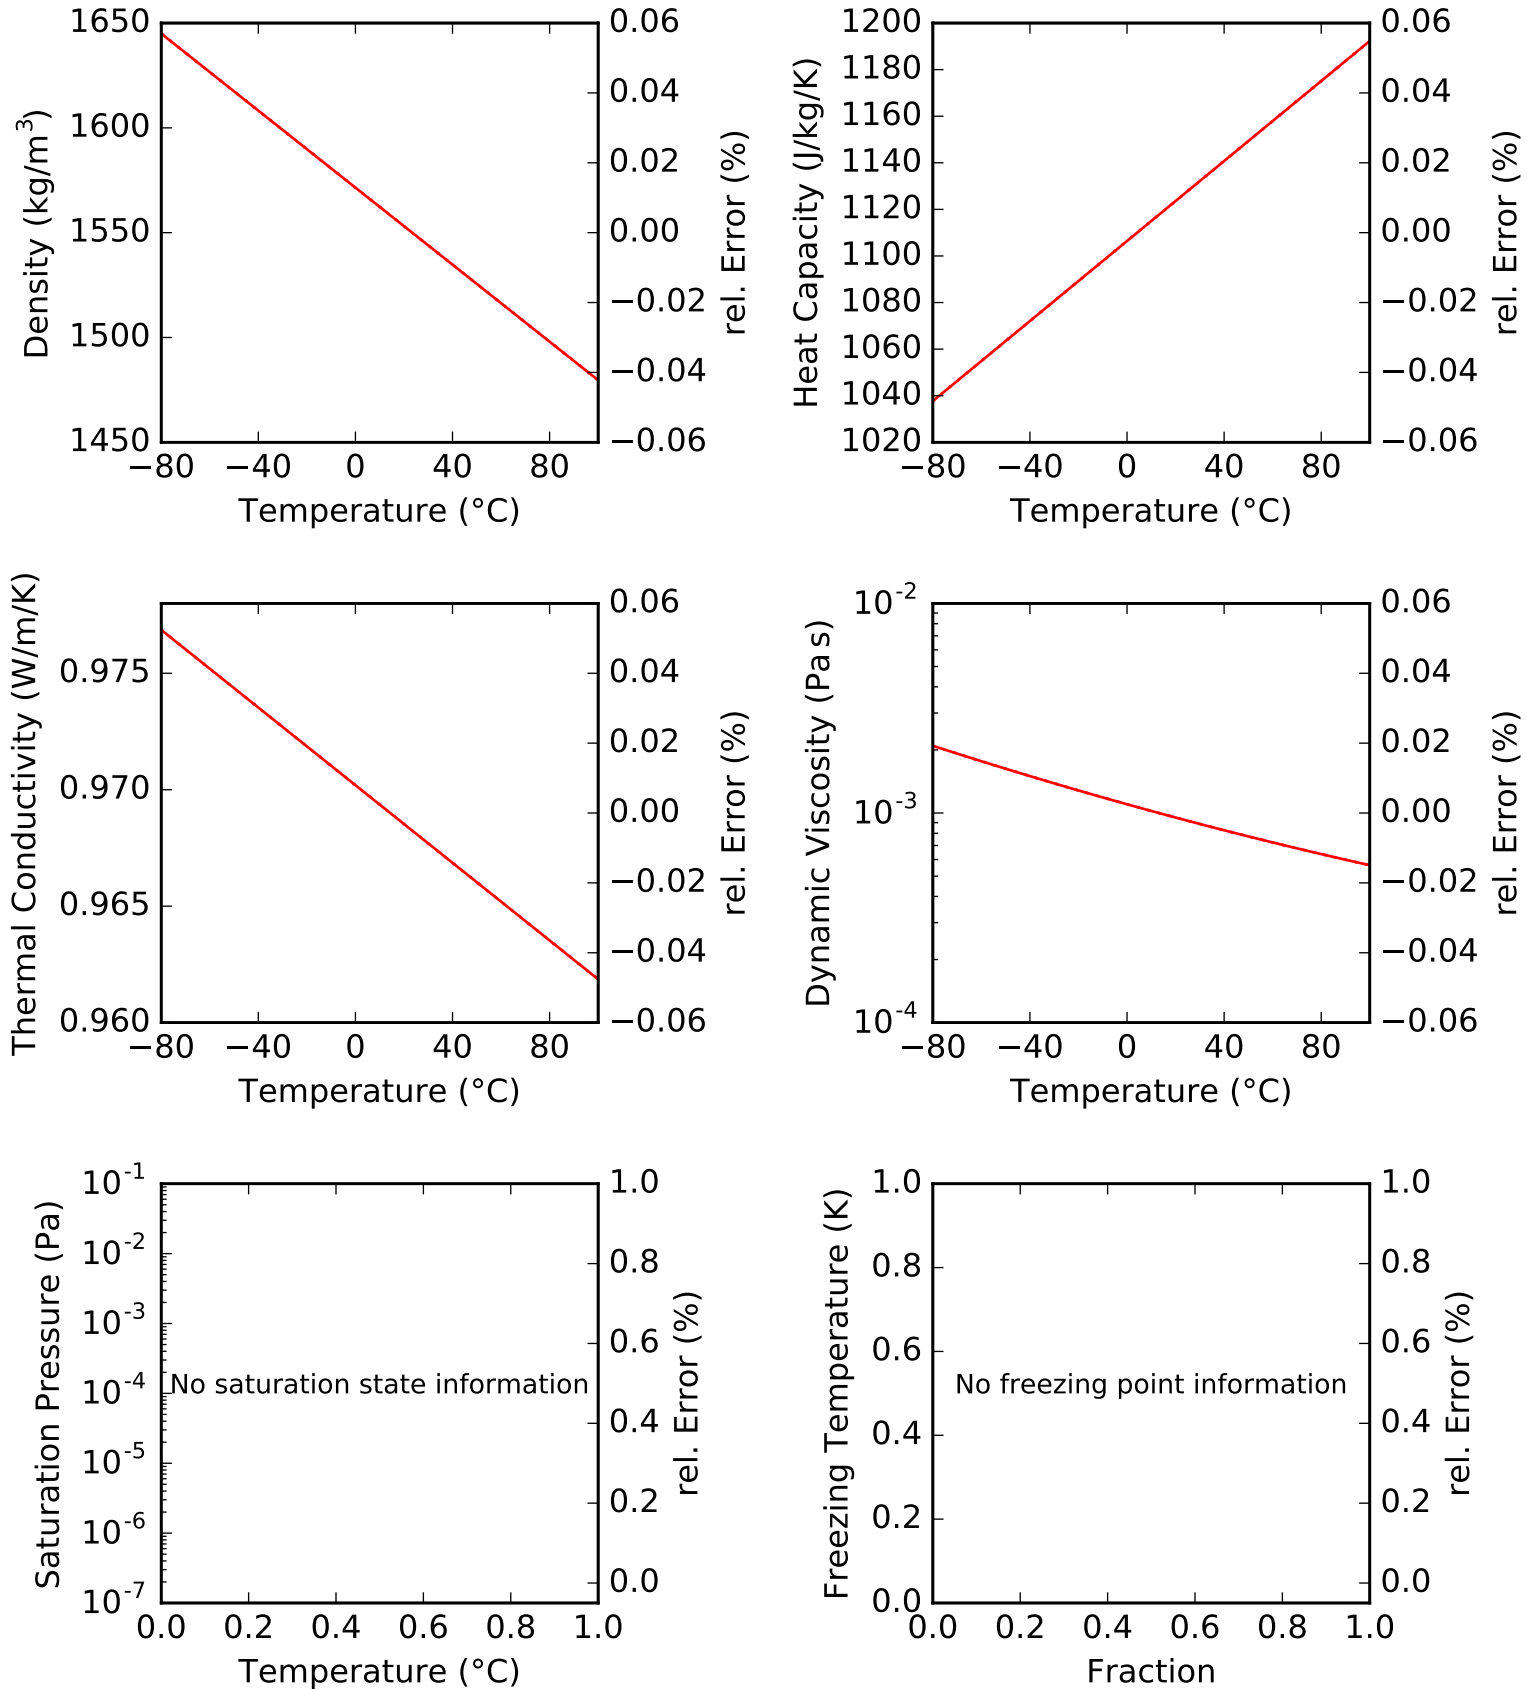 1650
1600
1550
1500
1450
Density (kg/m³)
0.06
0.04
0.02
0.00
−0.02
−0.04
−0.06
rel. Error (%)
−80 −40 0 40 80
Temperature (°C)
1200
1180
1160
1140
1120
1100
1080
1060
1040
1020
Heat Capacity (J/kg/K)
0.06
0.04
0.02
0.00
−0.02
−0.04
−0.06
rel. Error (%)
−80 −40 0 40 80
Temperature (°C)
0.975
0.970
0.965
0.960
Thermal Conductivity (W/m/K)
0.06
0.04
0.02
0.00
−0.02
−0.04
−0.06
rel. Error (%)
−80 −40 0 40 80
Temperature (°C)
10⁻²
10⁻³
10⁻⁴
Dynamic Viscosity (Pa s)
0.06
0.04
0.02
0.00
−0.02
−0.04
−0.06
rel. Error (%)
−80 −40 0 40 80
Temperature (°C)
10⁻¹
10⁻²
10⁻³
10⁻⁴
10⁻⁵
10⁻⁶
10⁻⁷
Saturation Pressure (Pa)
No saturation state information
1.0
0.8
0.6
0.4
0.2
0.0
rel. Error (%)
0.0 0.2 0.4 0.6 0.8 1.0
Temperature (°C)
1.0
0.8
0.6
0.4
0.2
0.0
Freezing Temperature (K)
No freezing point information
1.0
0.8
0.6
0.4
0.2
0.0
rel. Error (%)
0.0 0.2 0.4 0.6 0.8 1.0
Fraction